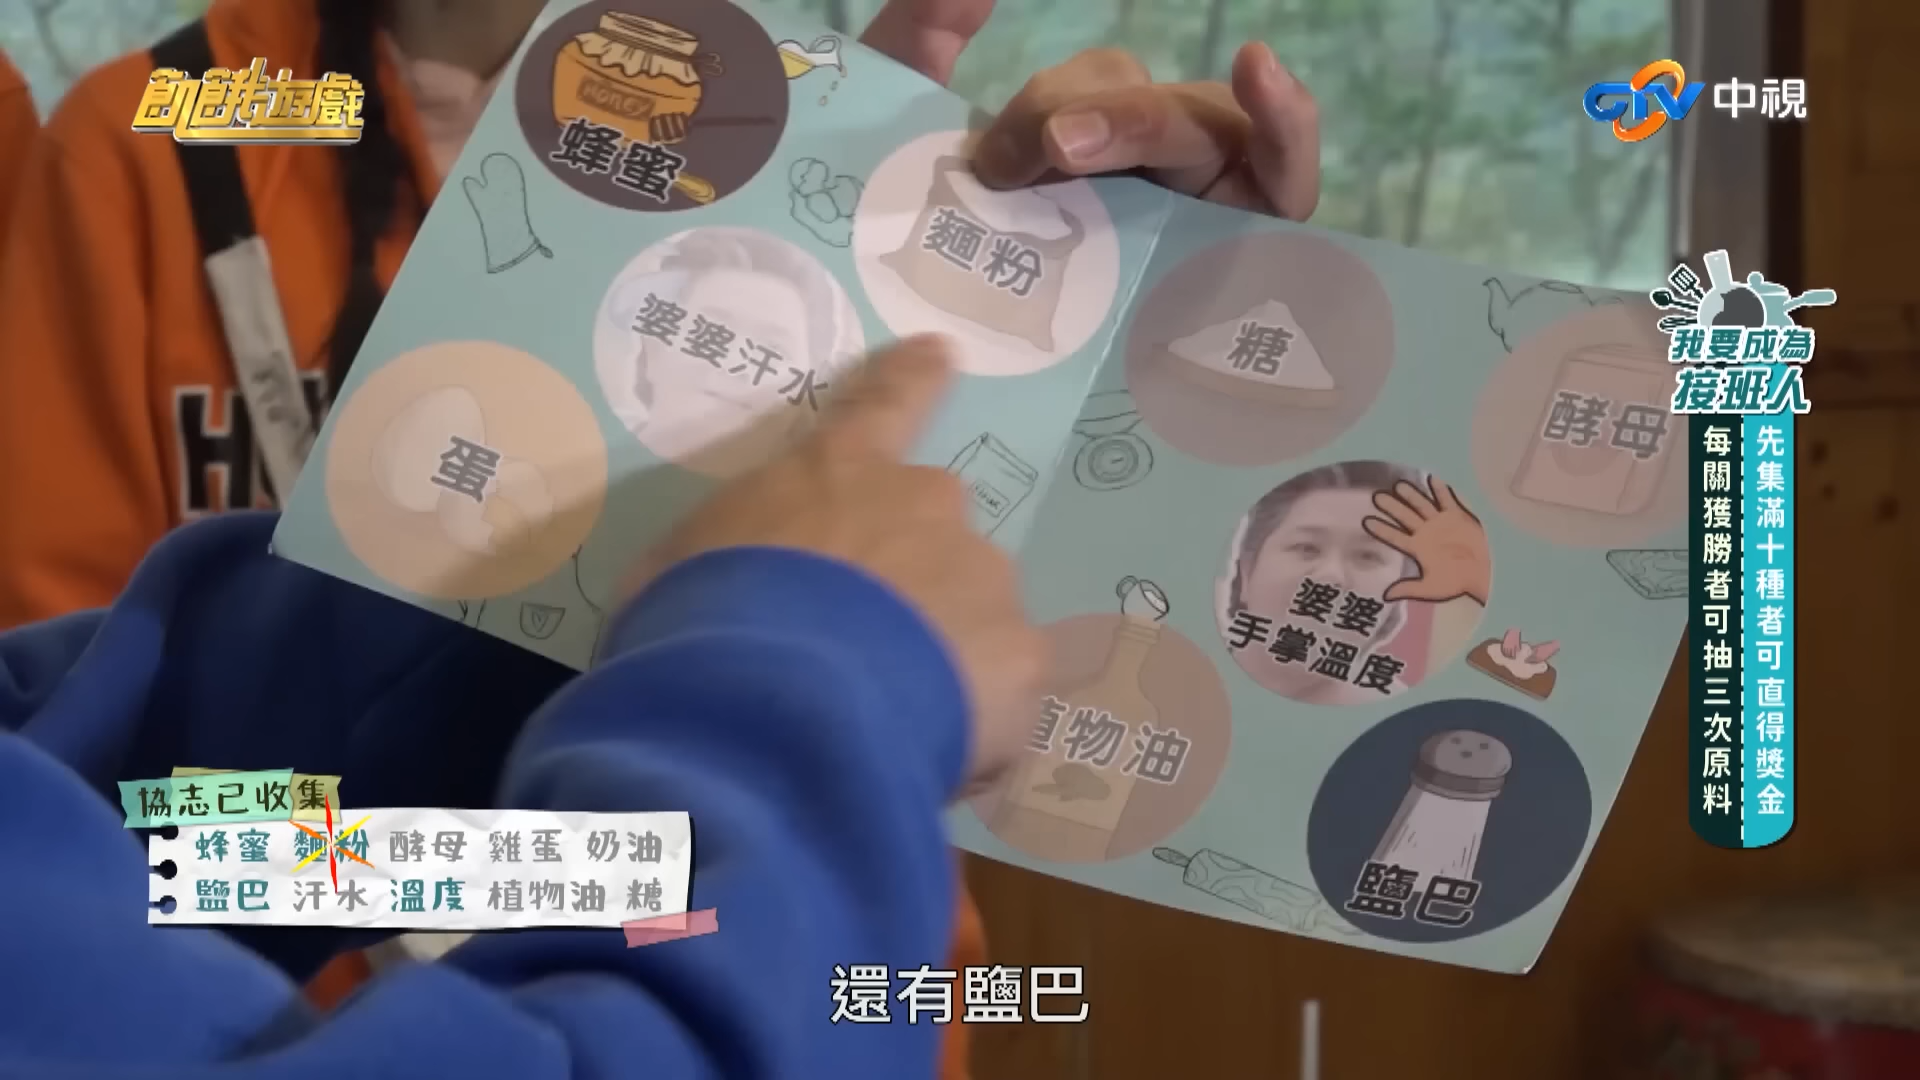 飢餓遊戲
CTV 中視
HONEY
蜂蜜
麵粉
婆婆汗水
蛋
糖
酵母
婆婆
手掌溫度
植物油
鹽巴
我要成為
接班人
先集滿十種者可直得獎金
每關獲勝者可抽三次原料
協志已收集
蜂蜜 麵粉 酵母 雞蛋 奶油
鹽巴 汗水 溫度 植物油 糖
還有鹽巴